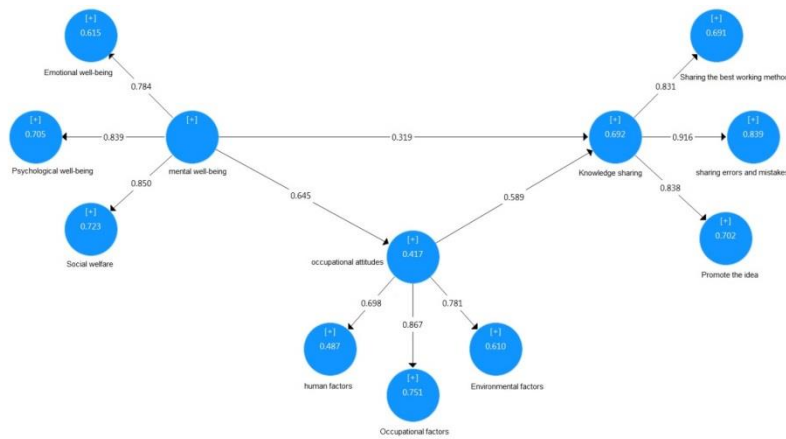 [+]
0.615
Emotional well-being
0.784
[+]
0.705
Psychological well-being
0.839
[+]
mental well-being
0.850
[+]
0.723
Social welfare
0.319
0.645
0.589
[+]
0.417
occupational attitudes
0.698
0.867
0.781
[+]
0.487
human factors
[+]
0.751
Occupational factors
[+]
0.610
Environmental factors
[+]
0.692
Knowledge sharing
0.831
0.916
0.838
[+]
0.691
Sharing the best working method
[+]
0.839
sharing errors and mistakes
[+]
0.702
Promote the idea